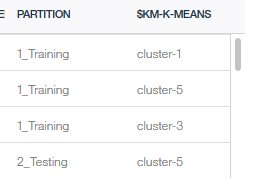 E PARTITION $KM-K-MEANS
1_Training cluster-1
1_Training cluster-5
1_Training cluster-3
2_Testing cluster-5